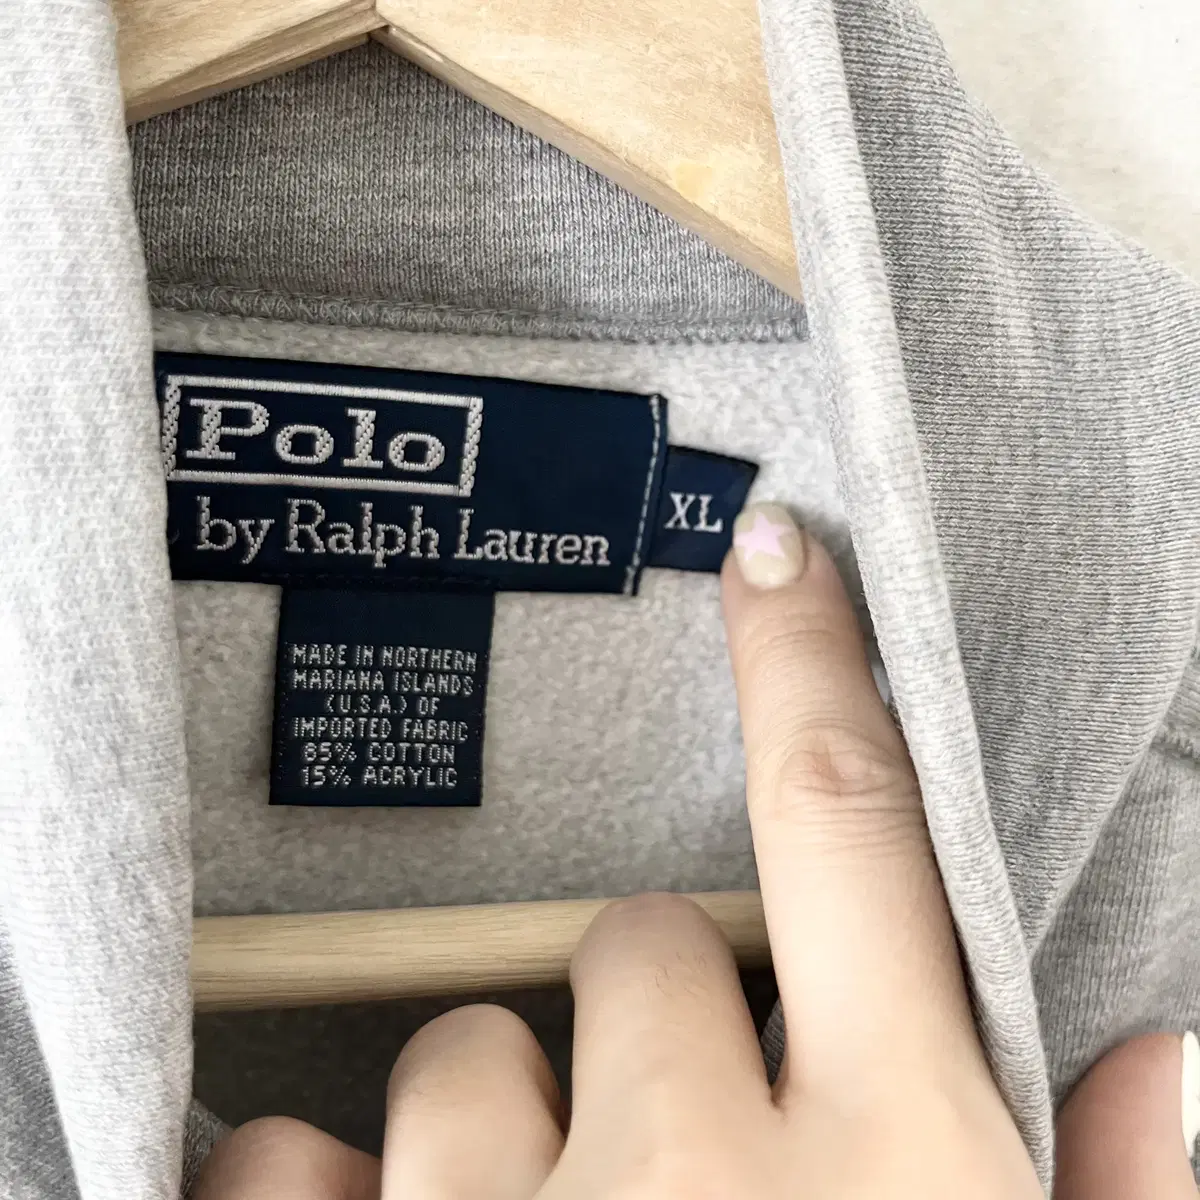 Polo
by Ralph Lauren
XL
MADE IN NORTHERN
MARIANA ISLANDS
(U.S.A.) OF
IMPORTED FABRIC
85% COTTON
15% ACRYLIC